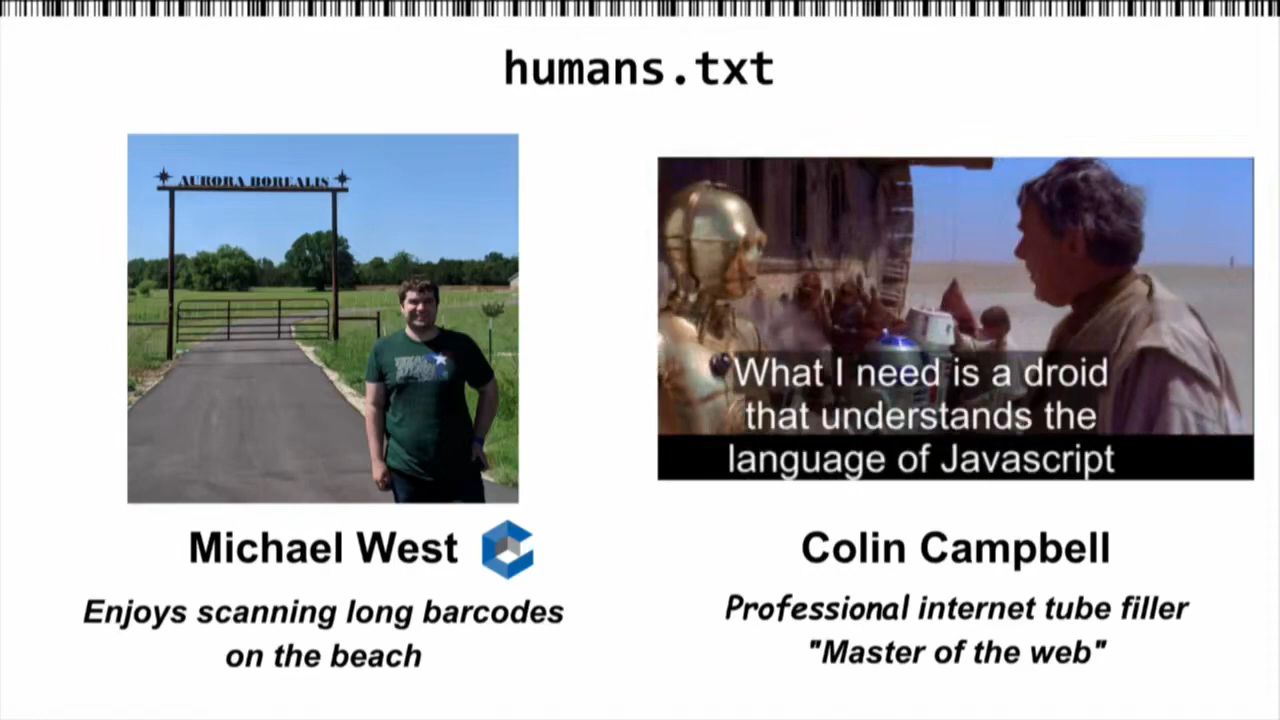 humans.txt
AURORA BOREALIS
What I need is a droid
that understands the
language of Javascript
Michael West
Enjoys scanning long barcodes
on the beach
Colin Campbell
Professional internet tube filler
"Master of the web"